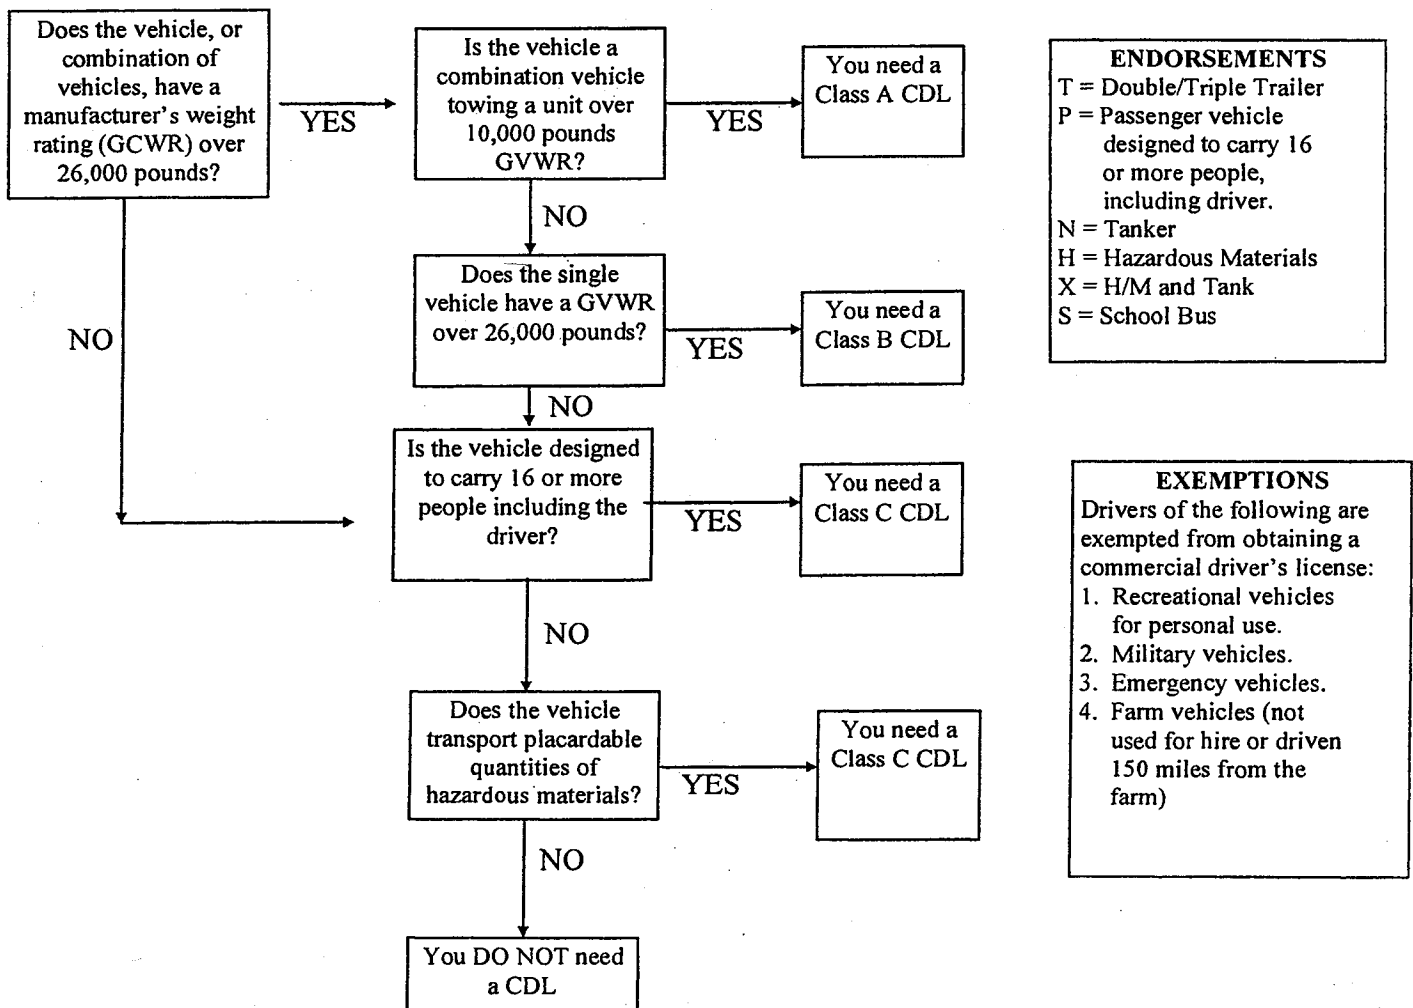 Does the vehicle, or
combination of
vehicles, have a
manufacturer's weight
rating (GCWR) over
26,000 pounds?
YES
Is the vehicle a
combination vehicle
towing a unit over
10,000 pounds
GVWR?
YES
You need a
Class A CDL
NO
NO
Does the single
vehicle have a GVWR
over 26,000 pounds?
YES
You need a
Class B CDL
NO
Is the vehicle designed
to carry 16 or more
people including the
driver?
YES
You need a
Class C CDL
NO
Does the vehicle
transport placardable
quantities of
hazardous materials?
YES
You need a
Class C CDL
NO
You DO NOT need
a CDL
ENDORSEMENTS
T = Double/Triple Trailer
P = Passenger vehicle
designed to carry 16
or more people,
including driver.
N = Tanker
H = Hazardous Materials
X = H/M and Tank
S = School Bus
EXEMPTIONS
Drivers of the following are
exempted from obtaining a
commercial driver's license:
1. Recreational vehicles
for personal use.
2. Military vehicles.
3. Emergency vehicles.
4. Farm vehicles (not
used for hire or driven
150 miles from the
farm)